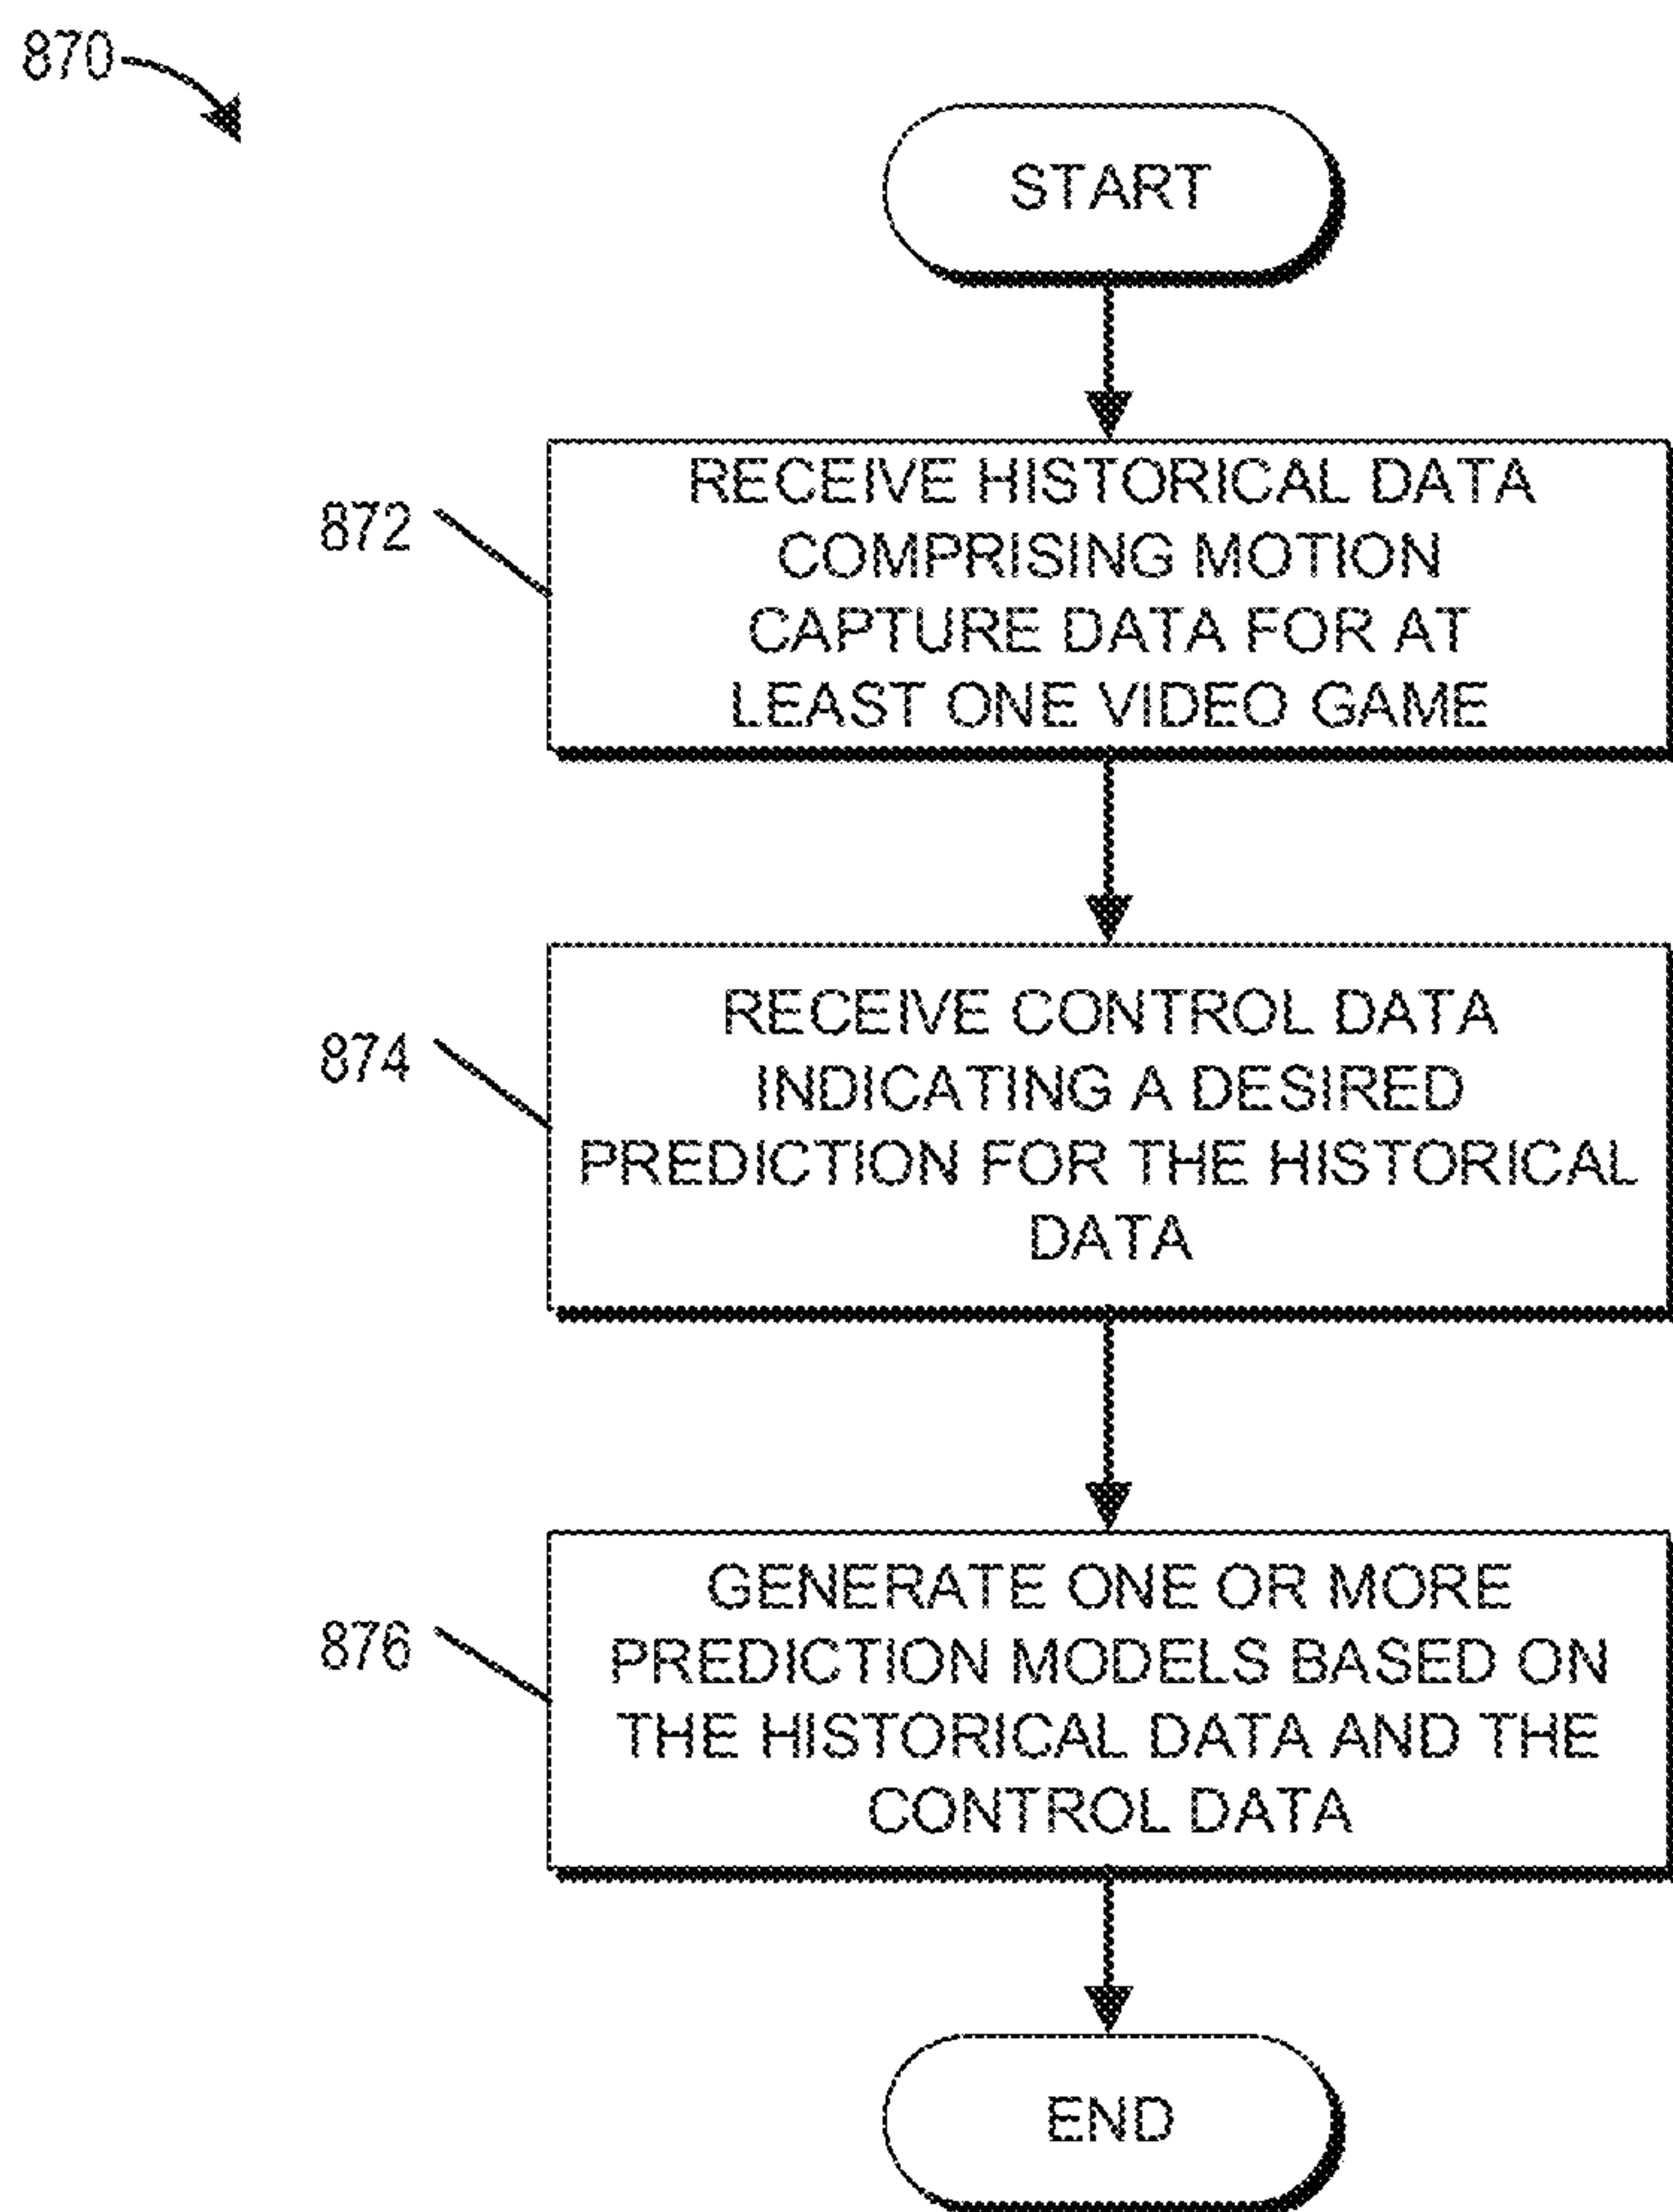 870
START
872
RECEIVE HISTORICAL DATA
COMPRISING MOTION
CAPTURE DATA FOR AT
LEAST ONE VIDEO GAME
874
RECEIVE CONTROL DATA
INDICATING A DESIRED
PREDICTION FOR THE HISTORICAL
DATA
876
GENERATE ONE OR MORE
PREDICTION MODELS BASED ON
THE HISTORICAL DATA AND THE
CONTROL DATA
END